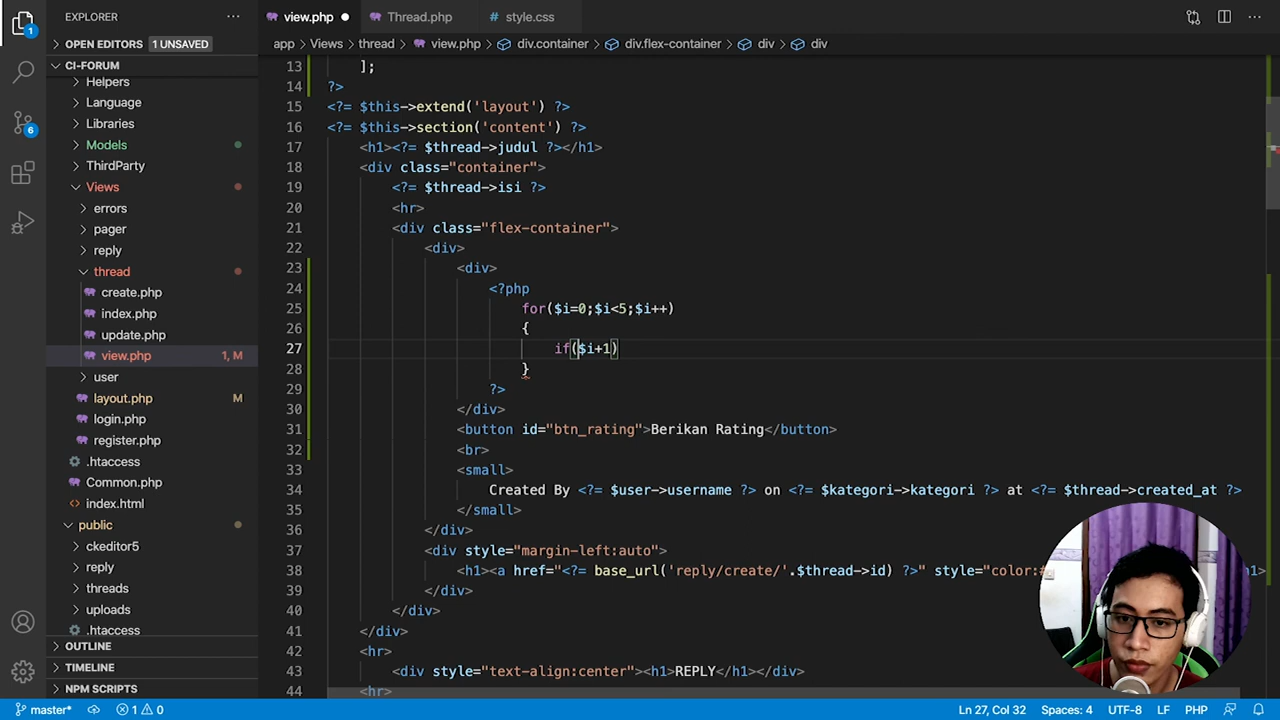 EXPLORER
view.php
Thread.php
style.css
OPEN EDITORS 1 UNSAVED
app > Views > thread > view.php > div.container > div.flex-container > div > div
CI-FORUM
Helpers
Language
Libraries
Models
ThirdParty
Views
errors
pager
reply
thread
create.php
index.php
update.php
view.php 1, M
user
layout.php M
login.php
register.php
.htaccess
Common.php
index.html
public
ckeditor5
reply
threads
uploads
.htaccess
OUTLINE
TIMELINE
NPM SCRIPTS
1
6
13 ];
14 ?>
15 <?= $this->extend('layout') ?>
16 <?= $this->section('content') ?>
17 <h1><?= $thread->judul ?></h1>
18 <div class="container">
19 <?= $thread->isi ?>
20 <hr>
21 <div class="flex-container">
22 <div>
23 <div>
24 <?php
25 for($i=0;$i<5;$i++)
26 {
27 if($i+1)
28 }
29 ?>
30 </div>
31 <button id="btn_rating">Berikan Rating</button>
32 <br>
33 <small>
34 Created By <?= $user->username ?> on <?= $kategori->kategori ?> at <?= $thread->created_at ?>
35 </small>
36 </div>
37 <div style="margin-left:auto">
38 <h1><a href="<?= base_url('reply/create/'.$thread->id) ?>" style="color:# h1>
39 </div>
40 </div>
41 </div>
42 <hr>
43 <div style="text-align:center"><h1>REPLY</h1></div>
44 <hr>
master* 1 0 Ln 27, Col 32 Spaces: 4 UTF-8 LF PHP